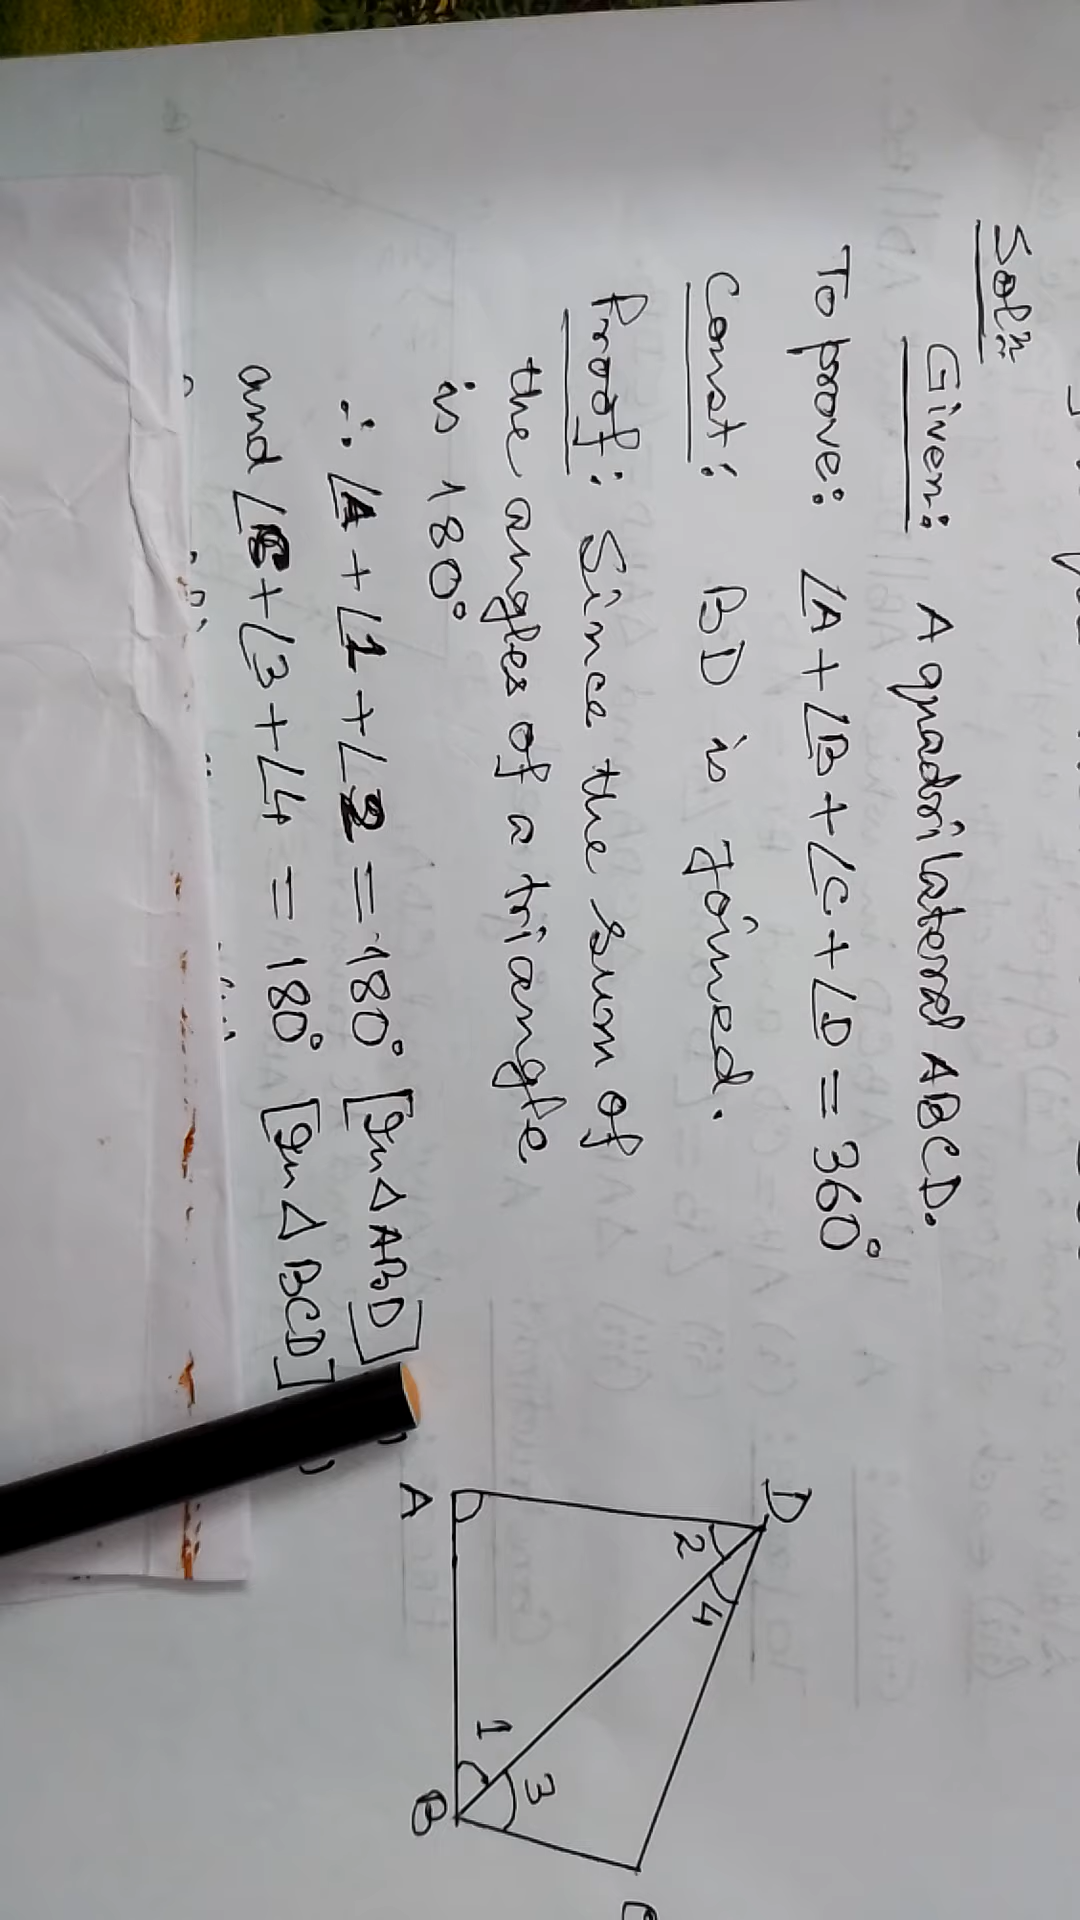 Solⁿ:
Given: A quadrilateral ABCD.
To prove: ∠A+∠B+∠C+∠D = 360°
Const: BD is Joined.
Proof: Since the sum of
the angles of a triangle
is 180°
∴ ∠A+∠1+∠2 = 180° [In △ABD]
and ∠C+∠3+∠4 = 180° [In △BCD]
D
2
4
1
3
A
B